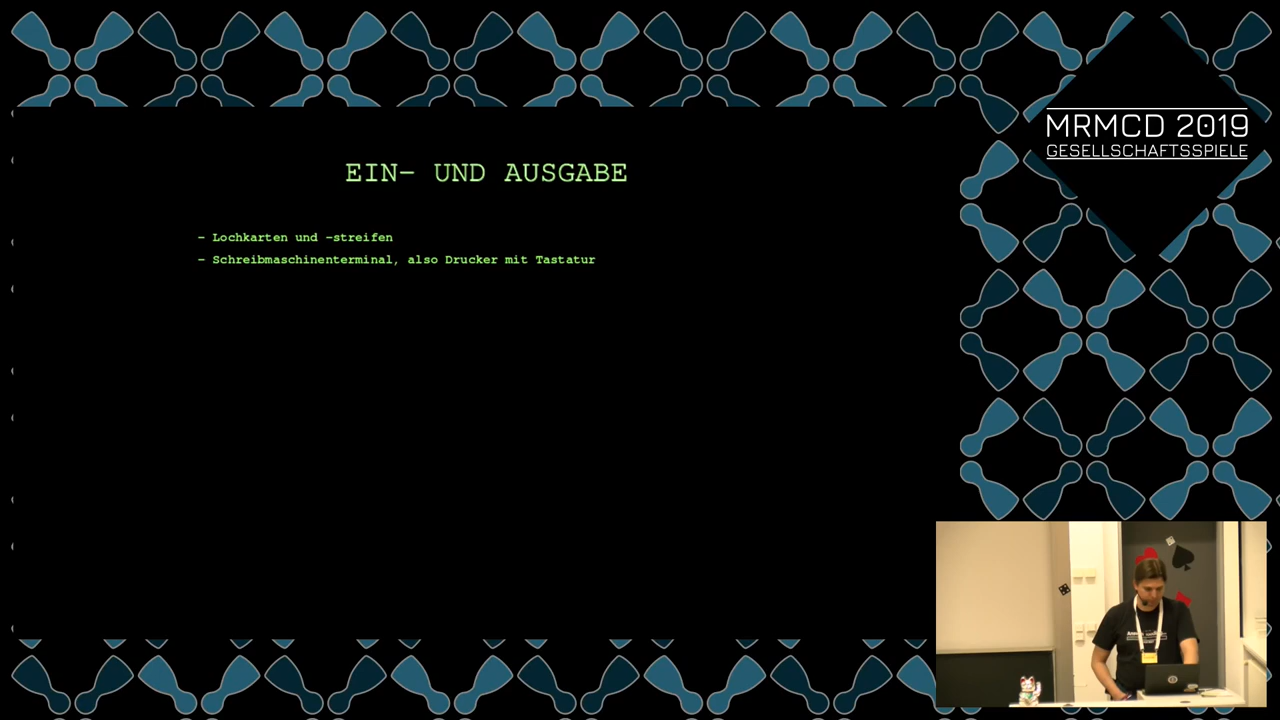 MRMCD 2019
GESELLSCHAFTSSPIELE
EIN- UND AUSGABE
- Lochkarten und -streifen
- Schreibmaschinenterminal, also Drucker mit Tastatur